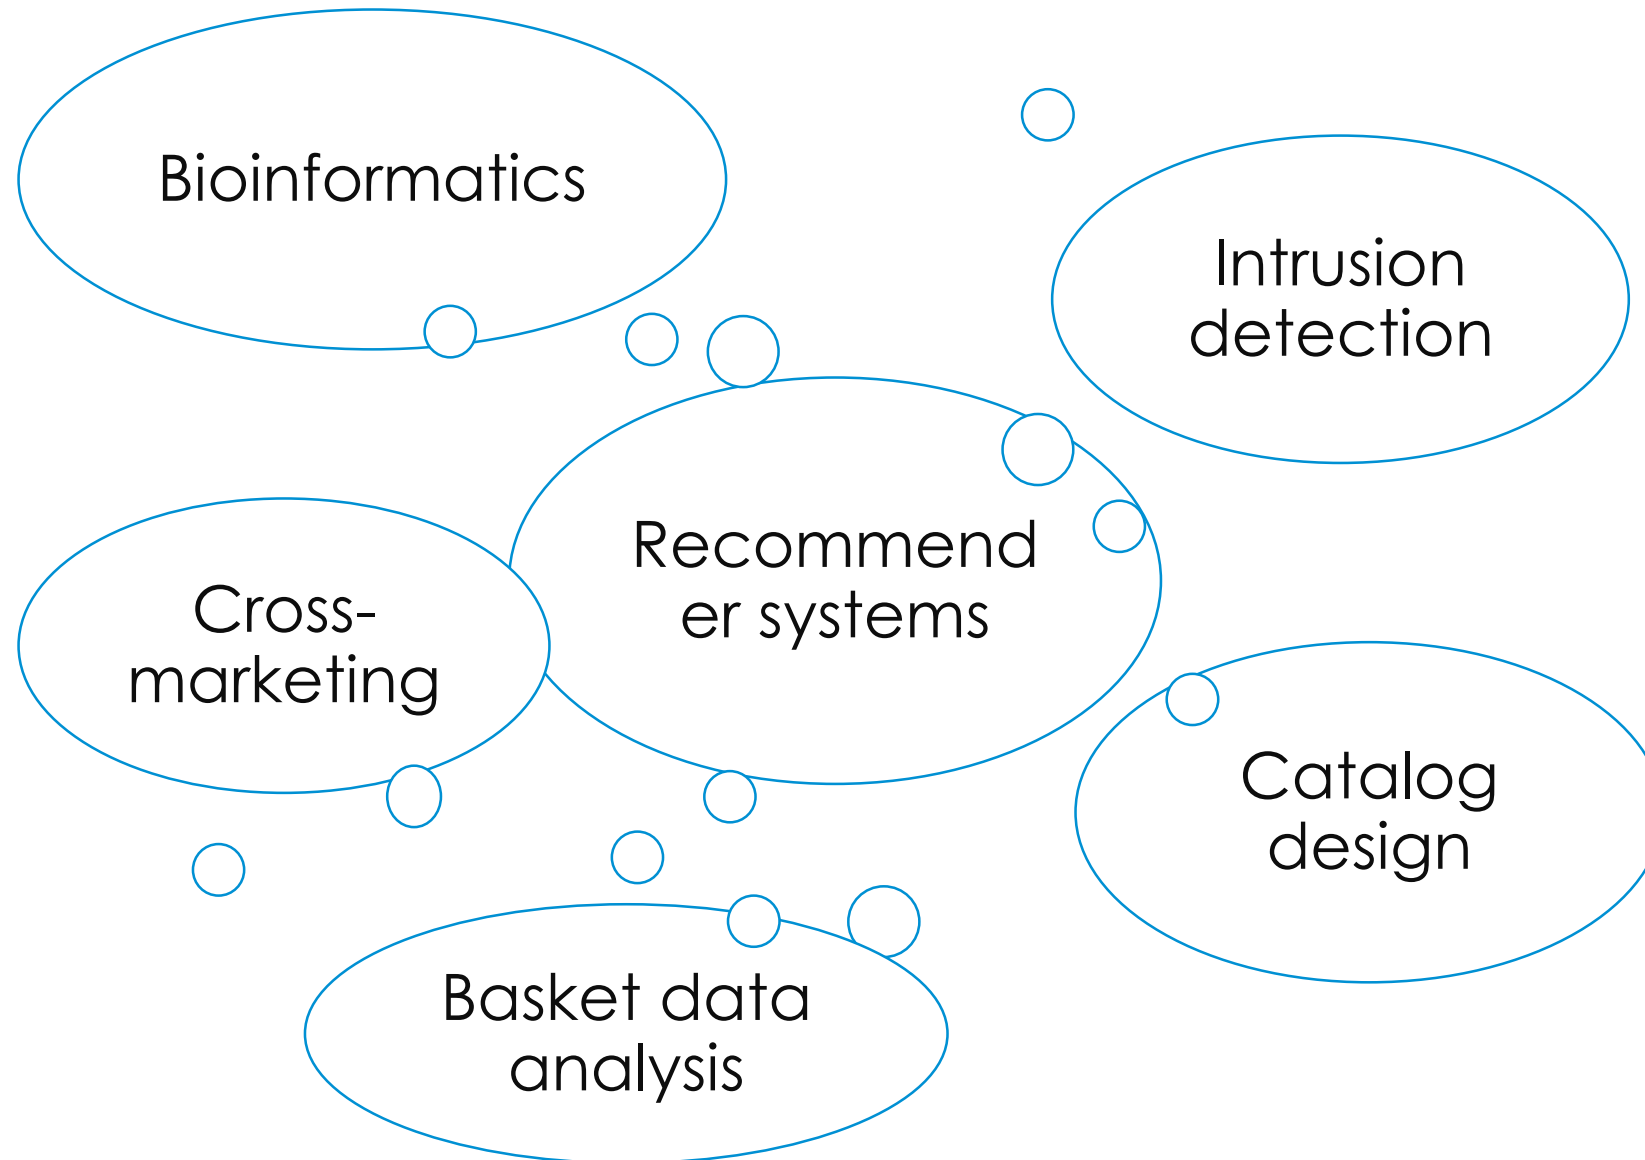 Bioinformatics
Intrusion
detection
Recommend
er systems
Cross-
marketing
Catalog
design
Basket data
analysis